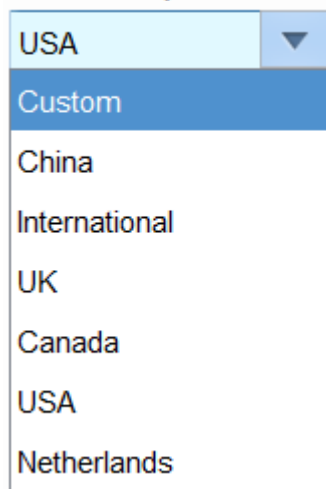 USA
Custom
China
International
UK
Canada
USA
Netherlands